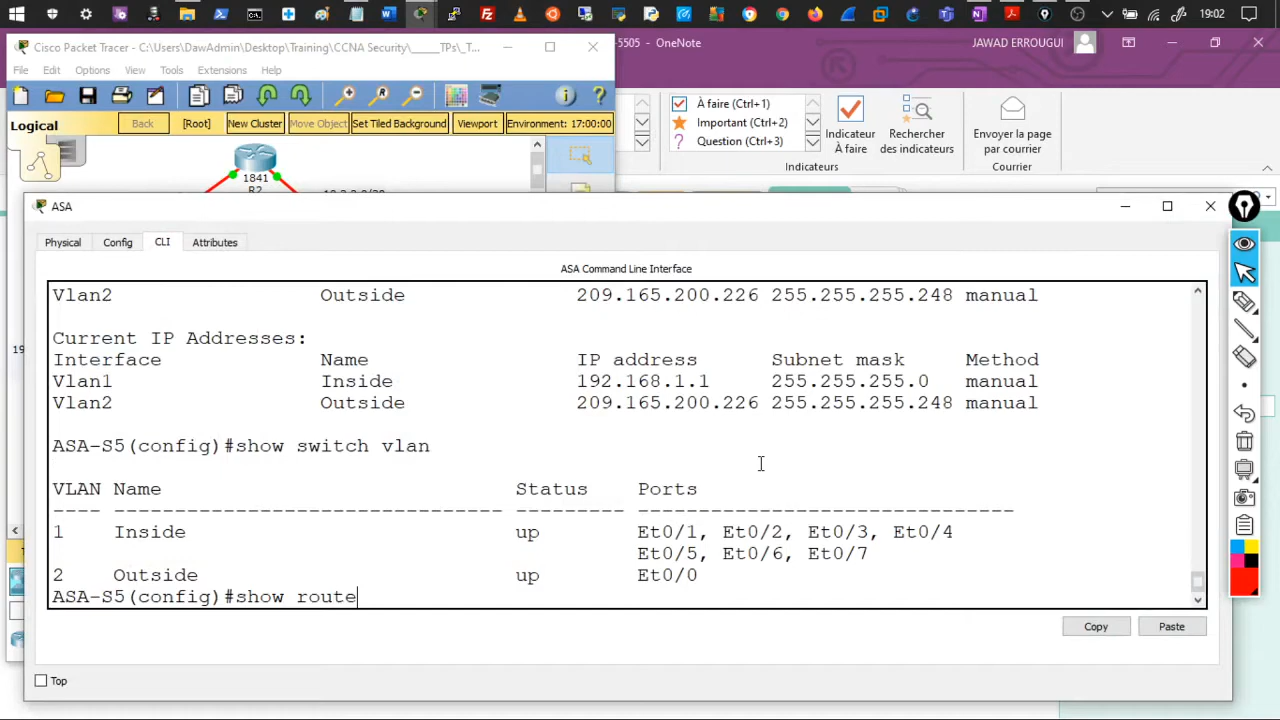 19:02
Cisco Packet Tracer - C:\Users\DawAdmin\Desktop\Training\CCNA Security\_____TPs\_T...
-5505 - OneNote
JAWAD ERROUGUI
File Edit Options View Tools Extensions Help
Logical
Back
[Root]
New Cluster
Move Object
Set Tiled Background
Viewport
Environment: 17:00:00
À faire (Ctrl+1)
Important (Ctrl+2)
Question (Ctrl+3)
Indicateur
À faire
Rechercher
des indicateurs
Indicateurs
Envoyer la page
par courrier
Courrier
1841
R2
ASA
Physical
Config
CLI
Attributes
ASA Command Line Interface
Vlan2 Outside 209.165.200.226 255.255.255.248 manual
Current IP Addresses:
Interface Name IP address Subnet mask Method
Vlan1 Inside 192.168.1.1 255.255.255.0 manual
Vlan2 Outside 209.165.200.226 255.255.255.248 manual
ASA-S5(config)#show switch vlan
VLAN Name Status Ports
---- -------------------------------- --------- -------------------------------
1 Inside up Et0/1, Et0/2, Et0/3, Et0/4
Et0/5, Et0/6, Et0/7
2 Outside up Et0/0
ASA-S5(config)#show route
Copy
Paste
Top
19